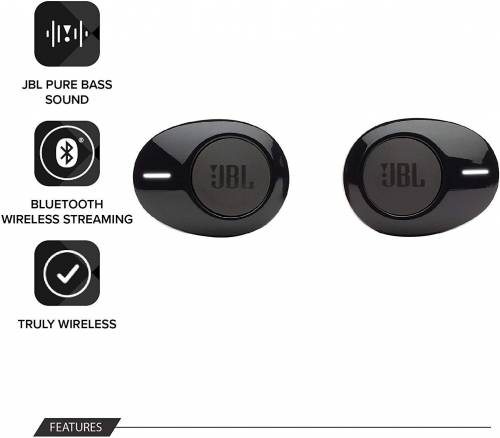 JBL PURE BASS
SOUND
JBL
JBL
®
BLUETOOTH
WIRELESS STREAMING
TRULY WIRELESS
FEATURES